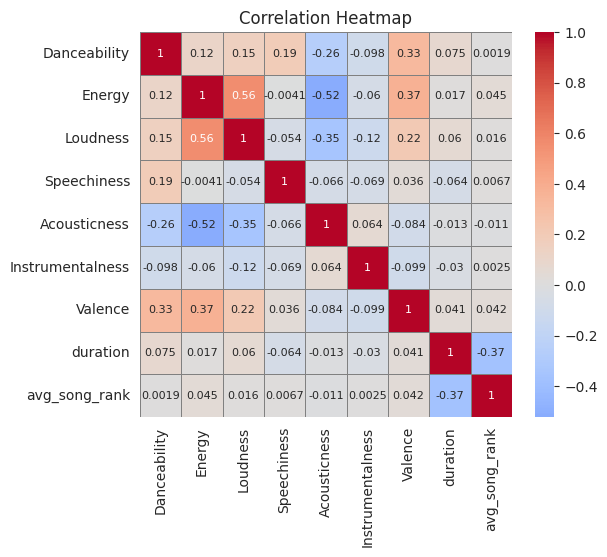 Correlation Heatmap
Danceability 1 0.12 0.15 0.19 -0.26 -0.098 0.33 0.075 0.0019
Energy 0.12 1 0.56 -0.0041 -0.52 -0.06 0.37 0.017 0.045
Loudness 0.15 0.56 1 -0.054 -0.35 -0.12 0.22 0.06 0.016
Speechiness 0.19 -0.0041 -0.054 1 -0.066 -0.069 0.036 -0.064 0.0067
Acousticness -0.26 -0.52 -0.35 -0.066 1 0.064 -0.084 -0.013 -0.011
Instrumentalness -0.098 -0.06 -0.12 -0.069 0.064 1 -0.099 -0.03 0.0025
Valence 0.33 0.37 0.22 0.036 -0.084 -0.099 1 0.041 0.042
duration 0.075 0.017 0.06 -0.064 -0.013 -0.03 0.041 1 -0.37
avg_song_rank 0.0019 0.045 0.016 0.0067 -0.011 0.0025 0.042 -0.37 1
Danceability
Energy
Loudness
Speechiness
Acousticness
Instrumentalness
Valence
duration
avg_song_rank
1.0
0.8
0.6
0.4
0.2
0.0
−0.2
−0.4